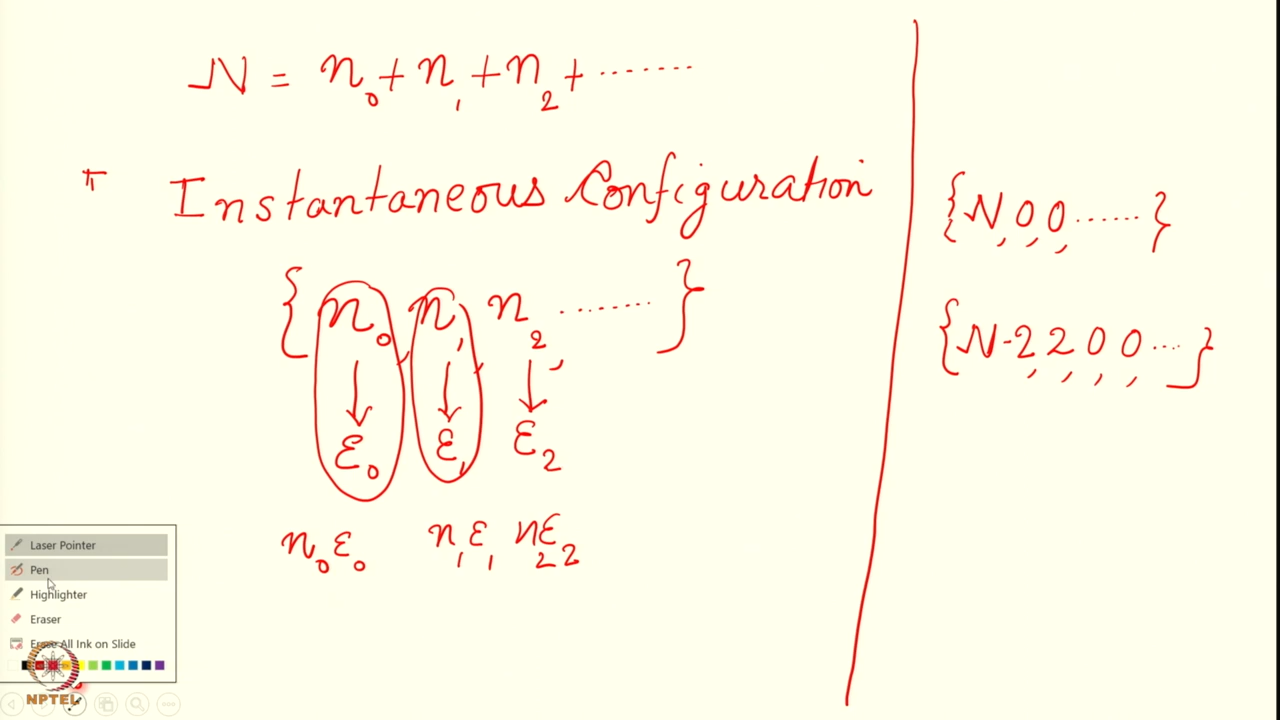 N = n₀ + n₁ + n₂ + ........
Instantaneous Configuration
{ n₀, n₁, n₂, ........ }
ε₀ ε₁ ε₂
n₀ε₀ n₁ε₁ n₂ε₂
{N, 0, 0, ...... }
{N-2, 2, 0, 0, ... }
Laser Pointer
Pen
Highlighter
Eraser
Erase All Ink on Slide
NPTEL